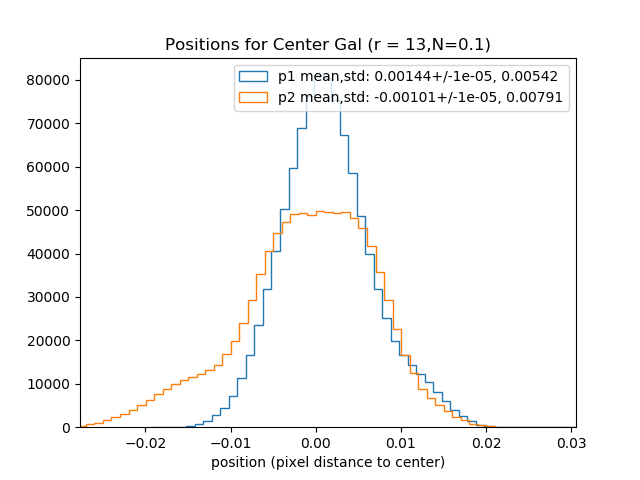 Positions for Center Gal (r = 13,N=0.1)
p1 mean,std: 0.00144+/-1e-05, 0.00542
p2 mean,std: -0.00101+/-1e-05, 0.00791
80000
70000
60000
50000
40000
30000
20000
10000
0
−0.02 −0.01 0.00 0.01 0.02 0.03
position (pixel distance to center)